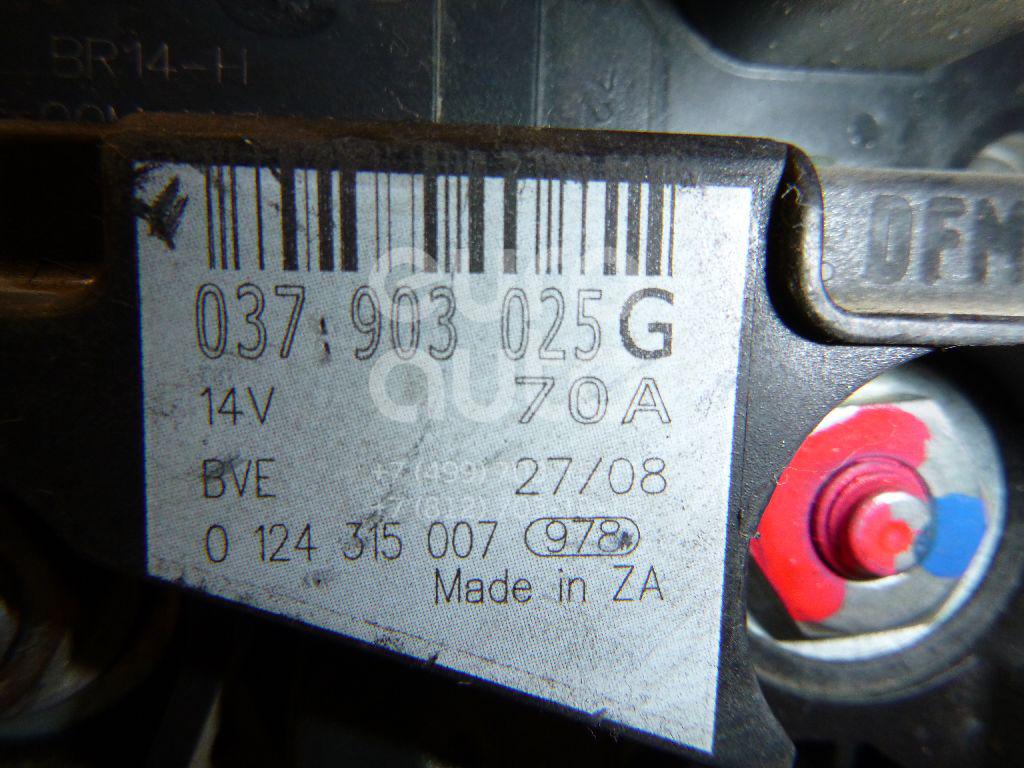 BR14-H
DFM
037 903 025 G
14V 70A
BVE 27/08
0 124 315 007 978
Made in ZA